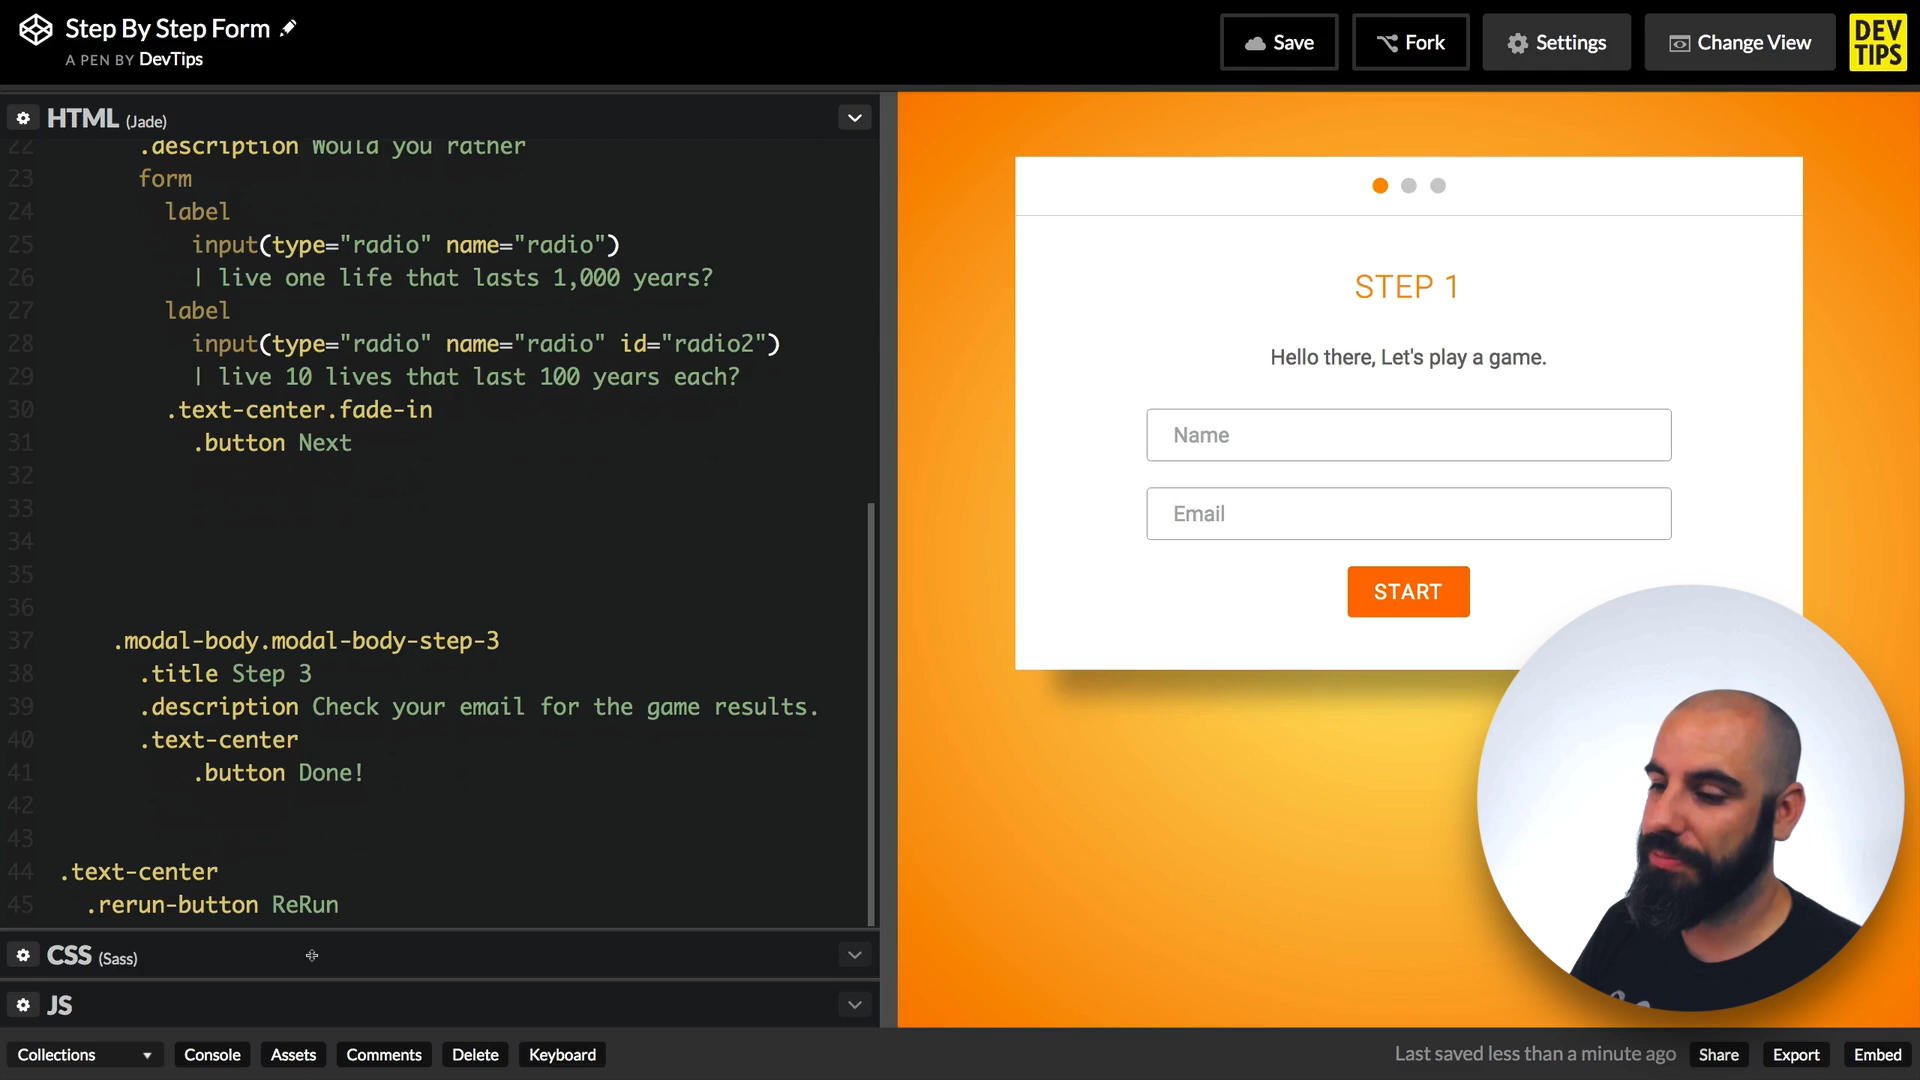 Step By Step Form
A PEN BY DevTips
Save
Fork
Settings
Change View
DEV
TIPS
HTML (Jade)
22 .description Would you rather
23 form
24 label
25 input(type="radio" name="radio")
26 | live one life that lasts 1,000 years?
27 label
28 input(type="radio" name="radio" id="radio2")
29 | live 10 lives that last 100 years each?
30 .text-center.fade-in
31 .button Next
32
33
34
35
36
37 .modal-body.modal-body-step-3
38 .title Step 3
39 .description Check your email for the game results.
40 .text-center
41 .button Done!
42
43
44 .text-center
45 .rerun-button ReRun
CSS (Sass)
JS
STEP 1
Hello there, Let's play a game.
Name
Email
START
Collections
Console
Assets
Comments
Delete
Keyboard
Last saved less than a minute ago
Share
Export
Embed